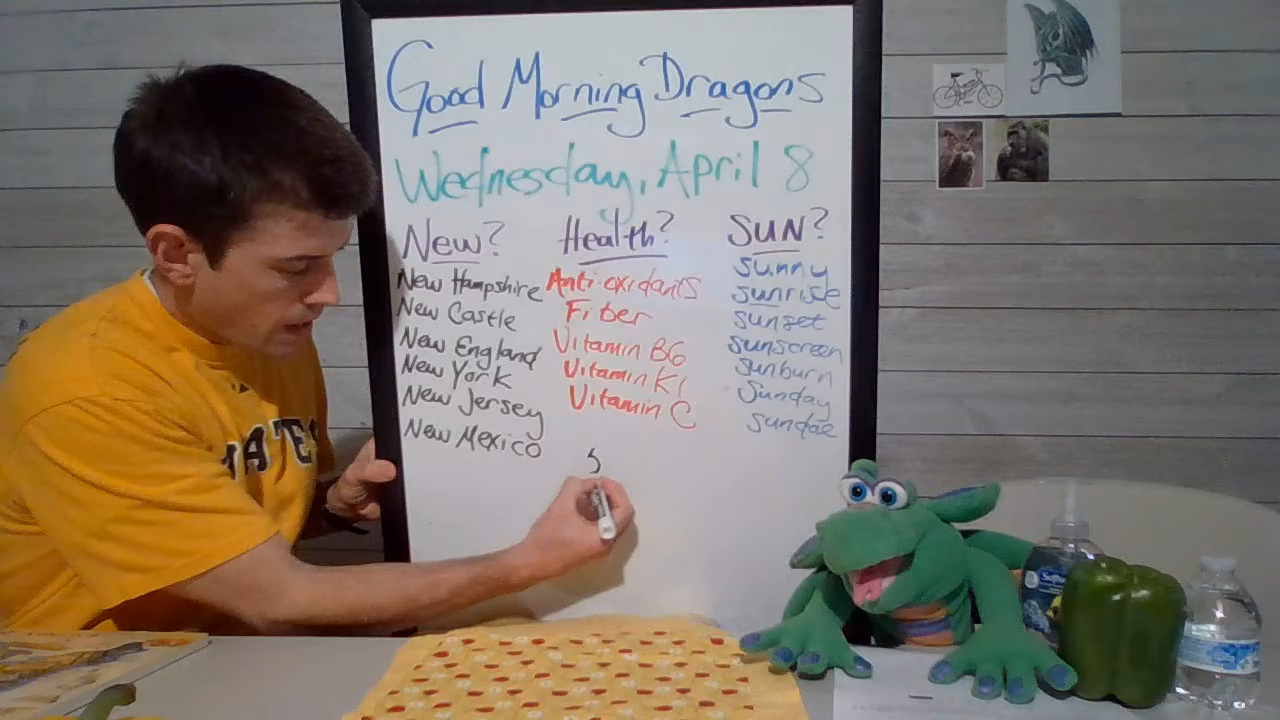 Good Morning Dragons
Wednesday, April 8
New?
New Hampshire
New Castle
New England
New York
New Jersey
New Mexico
Health?
Anti-oxidants
Fiber
Vitamin B6
Vitamin K1
Vitamin C
SUN?
sunny
sunrise
sunset
sunscreen
sunburn
Sunday
sundae